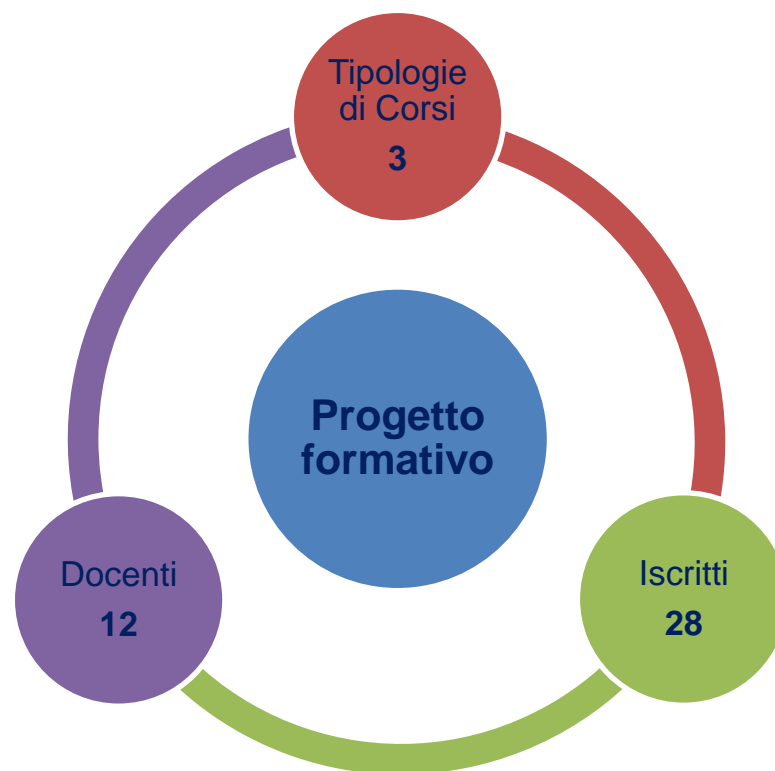 Tipologie
di Corsi
3
Progetto
formativo
Docenti
12
Iscritti
28